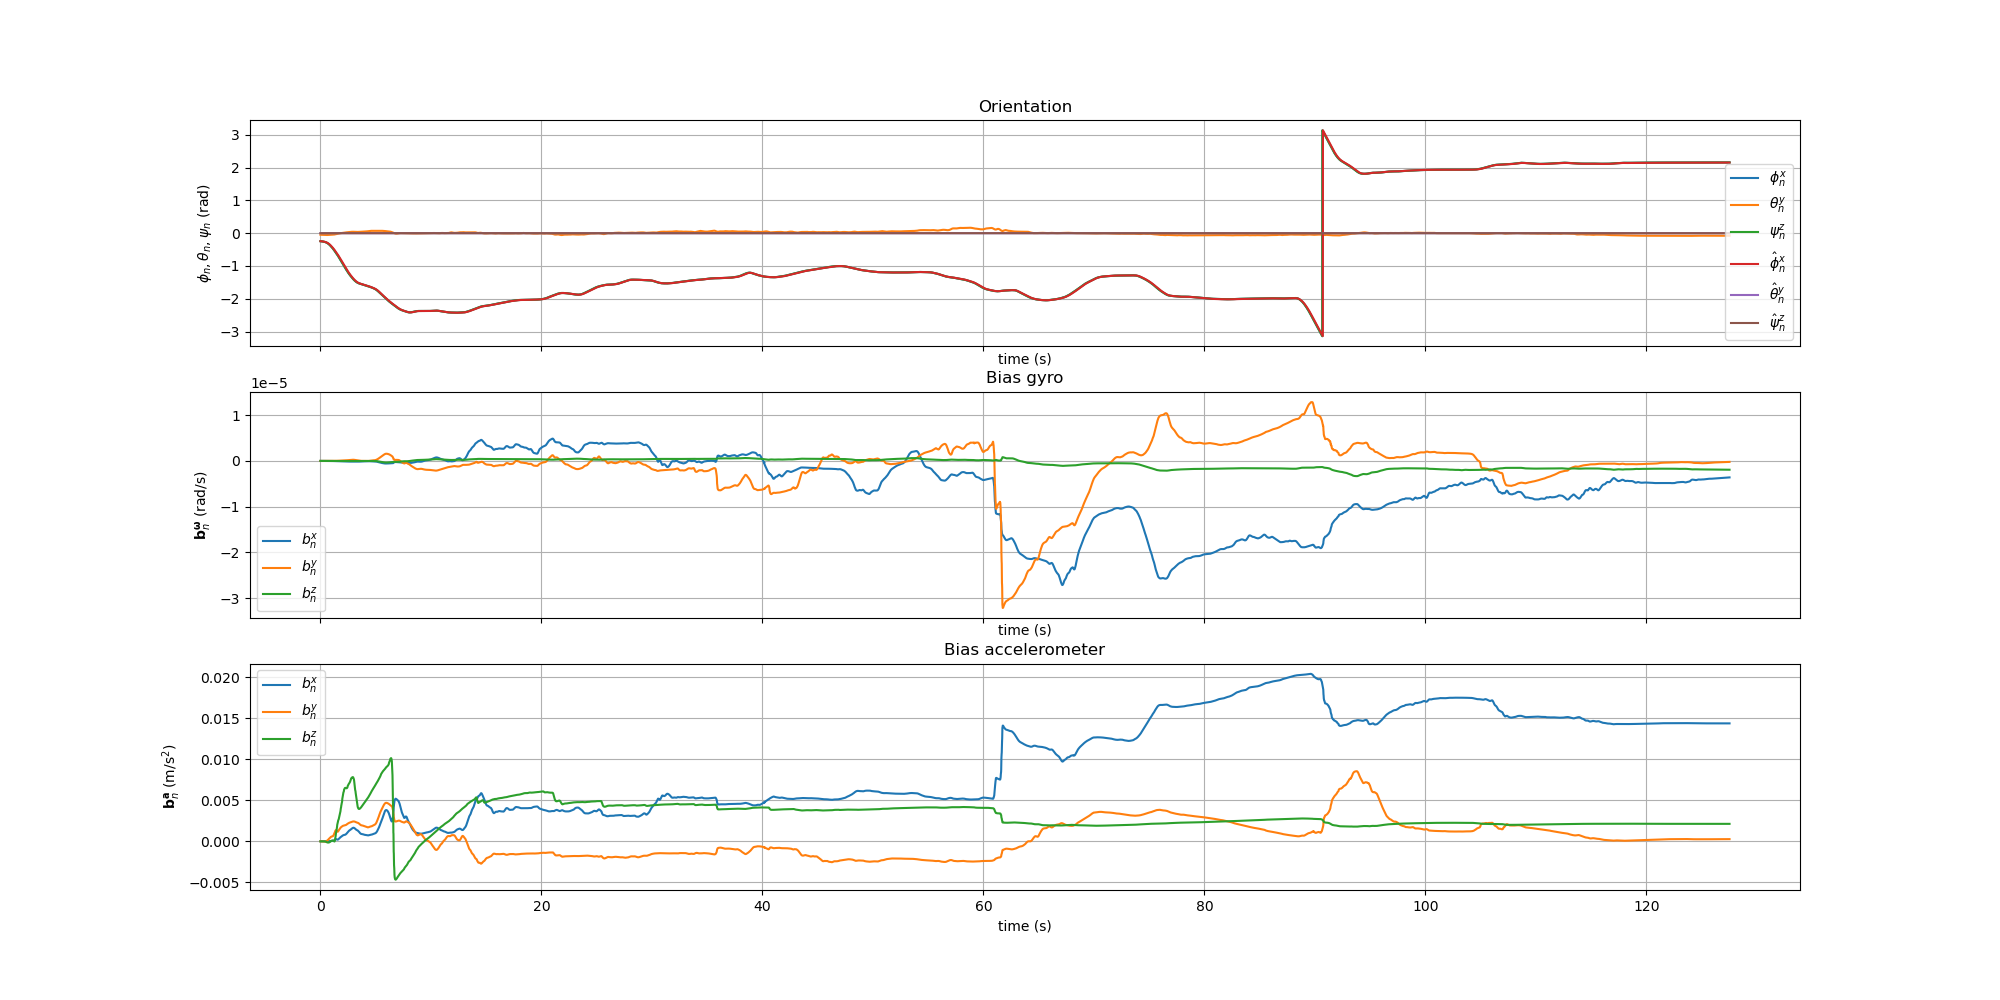 Orientation
ϕₙ, θₙ, ψₙ (rad)
3
2
1
0
−1
−2
−3
ϕₙˣ
θₙʸ
ψₙᶻ
ϕ̂ₙˣ
θ̂ₙʸ
ψ̂ₙᶻ
time (s)
Bias gyro
1e−5
bₙ^ω (rad/s)
1
0
−1
−2
−3
bₙˣ
bₙʸ
bₙᶻ
time (s)
Bias accelerometer
bₙᵃ (m/s²)
0.020
0.015
0.010
0.005
0.000
−0.005
bₙˣ
bₙʸ
bₙᶻ
0 20 40 60 80 100 120
time (s)